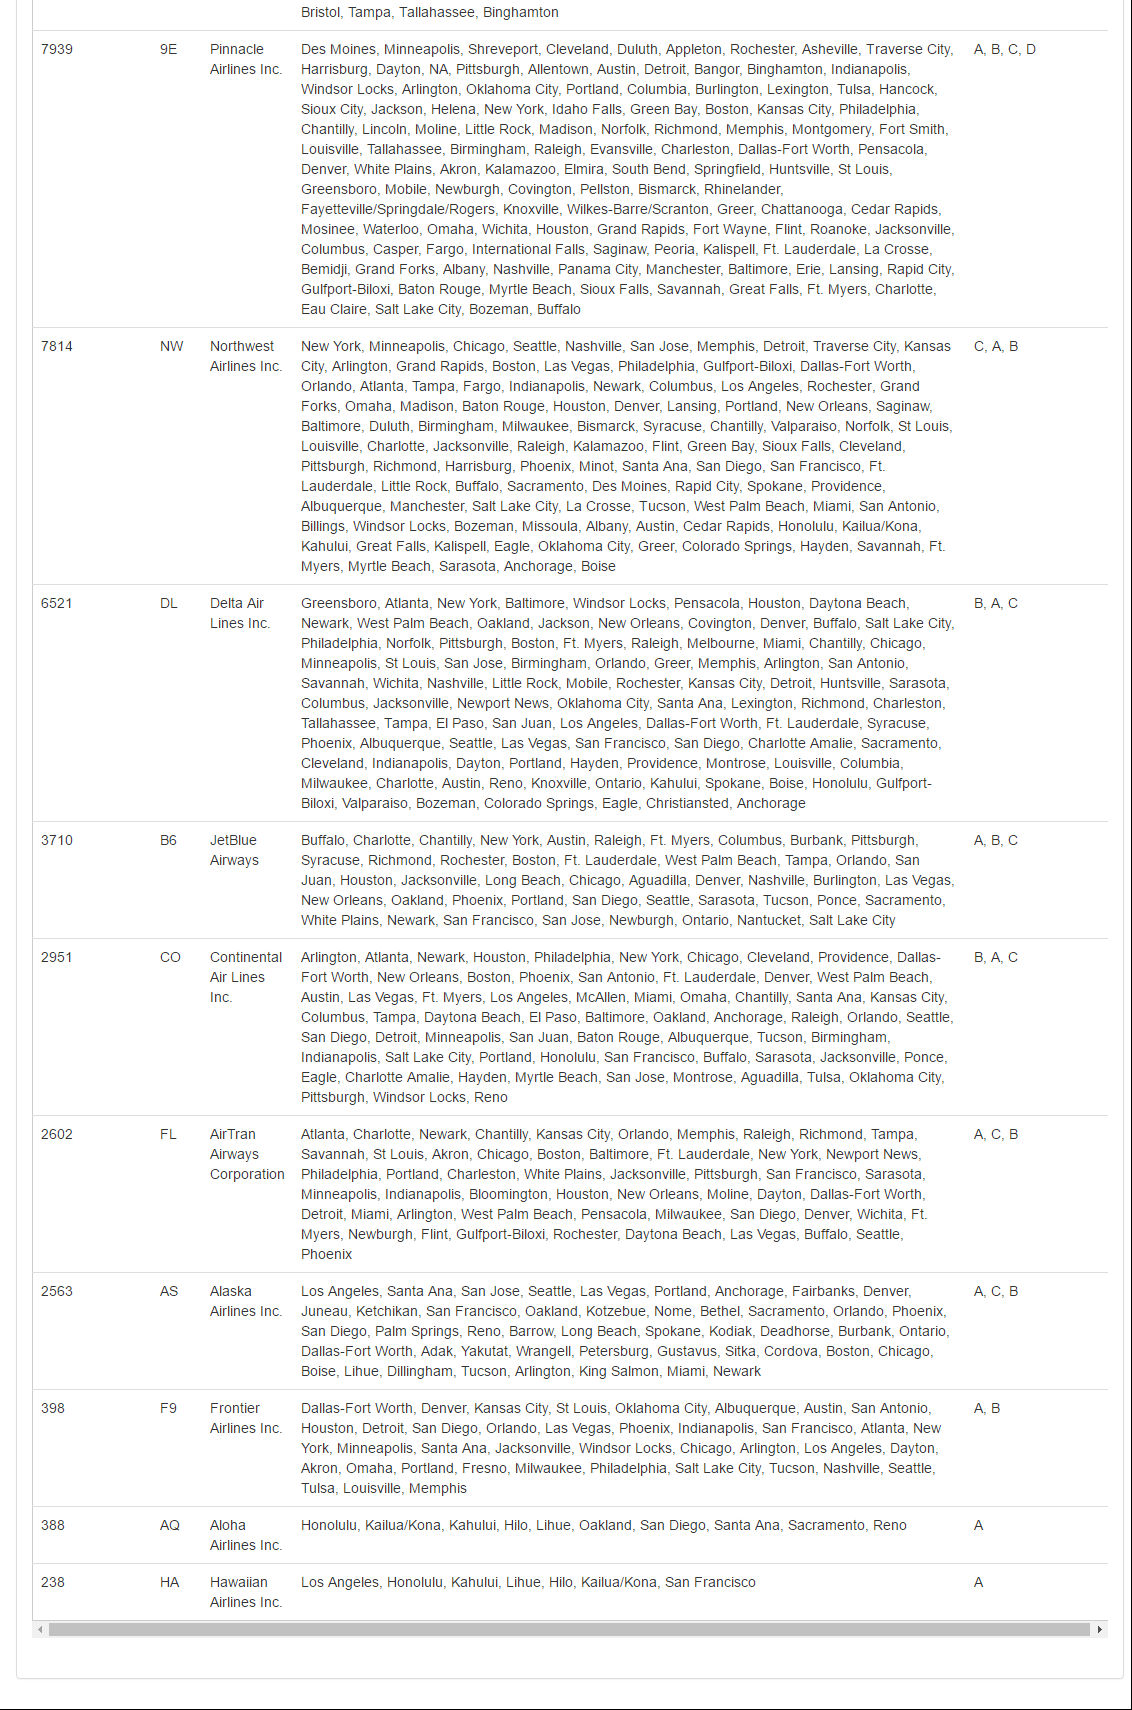 Bristol, Tampa, Tallahassee, Binghamton
7939 9E Pinnacle Des Moines, Minneapolis, Shreveport, Cleveland, Duluth, Appleton, Rochester, Asheville, Traverse City, A, B, C, D
Airlines Inc. Harrisburg, Dayton, NA, Pittsburgh, Allentown, Austin, Detroit, Bangor, Binghamton, Indianapolis,
Windsor Locks, Arlington, Oklahoma City, Portland, Columbia, Burlington, Lexington, Tulsa, Hancock,
Sioux City, Jackson, Helena, New York, Idaho Falls, Green Bay, Boston, Kansas City, Philadelphia,
Chantilly, Lincoln, Moline, Little Rock, Madison, Norfolk, Richmond, Memphis, Montgomery, Fort Smith,
Louisville, Tallahassee, Birmingham, Raleigh, Evansville, Charleston, Dallas-Fort Worth, Pensacola,
Denver, White Plains, Akron, Kalamazoo, Elmira, South Bend, Springfield, Huntsville, St Louis,
Greensboro, Mobile, Newburgh, Covington, Pellston, Bismarck, Rhinelander,
Fayetteville/Springdale/Rogers, Knoxville, Wilkes-Barre/Scranton, Greer, Chattanooga, Cedar Rapids,
Mosinee, Waterloo, Omaha, Wichita, Houston, Grand Rapids, Fort Wayne, Flint, Roanoke, Jacksonville,
Columbus, Casper, Fargo, International Falls, Saginaw, Peoria, Kalispell, Ft. Lauderdale, La Crosse,
Bemidji, Grand Forks, Albany, Nashville, Panama City, Manchester, Baltimore, Erie, Lansing, Rapid City,
Gulfport-Biloxi, Baton Rouge, Myrtle Beach, Sioux Falls, Savannah, Great Falls, Ft. Myers, Charlotte,
Eau Claire, Salt Lake City, Bozeman, Buffalo
7814 NW Northwest New York, Minneapolis, Chicago, Seattle, Nashville, San Jose, Memphis, Detroit, Traverse City, Kansas C, A, B
Airlines Inc. City, Arlington, Grand Rapids, Boston, Las Vegas, Philadelphia, Gulfport-Biloxi, Dallas-Fort Worth,
Orlando, Atlanta, Tampa, Fargo, Indianapolis, Newark, Columbus, Los Angeles, Rochester, Grand
Forks, Omaha, Madison, Baton Rouge, Houston, Denver, Lansing, Portland, New Orleans, Saginaw,
Baltimore, Duluth, Birmingham, Milwaukee, Bismarck, Syracuse, Chantilly, Valparaiso, Norfolk, St Louis,
Louisville, Charlotte, Jacksonville, Raleigh, Kalamazoo, Flint, Green Bay, Sioux Falls, Cleveland,
Pittsburgh, Richmond, Harrisburg, Phoenix, Minot, Santa Ana, San Diego, San Francisco, Ft.
Lauderdale, Little Rock, Buffalo, Sacramento, Des Moines, Rapid City, Spokane, Providence,
Albuquerque, Manchester, Salt Lake City, La Crosse, Tucson, West Palm Beach, Miami, San Antonio,
Billings, Windsor Locks, Bozeman, Missoula, Albany, Austin, Cedar Rapids, Honolulu, Kailua/Kona,
Kahului, Great Falls, Kalispell, Eagle, Oklahoma City, Greer, Colorado Springs, Hayden, Savannah, Ft.
Myers, Myrtle Beach, Sarasota, Anchorage, Boise
6521 DL Delta Air Greensboro, Atlanta, New York, Baltimore, Windsor Locks, Pensacola, Houston, Daytona Beach, B, A, C
Lines Inc. Newark, West Palm Beach, Oakland, Jackson, New Orleans, Covington, Denver, Buffalo, Salt Lake City,
Philadelphia, Norfolk, Pittsburgh, Boston, Ft. Myers, Raleigh, Melbourne, Miami, Chantilly, Chicago,
Minneapolis, St Louis, San Jose, Birmingham, Orlando, Greer, Memphis, Arlington, San Antonio,
Savannah, Wichita, Nashville, Little Rock, Mobile, Rochester, Kansas City, Detroit, Huntsville, Sarasota,
Columbus, Jacksonville, Newport News, Oklahoma City, Santa Ana, Lexington, Richmond, Charleston,
Tallahassee, Tampa, El Paso, San Juan, Los Angeles, Dallas-Fort Worth, Ft. Lauderdale, Syracuse,
Phoenix, Albuquerque, Seattle, Las Vegas, San Francisco, San Diego, Charlotte Amalie, Sacramento,
Cleveland, Indianapolis, Dayton, Portland, Hayden, Providence, Montrose, Louisville, Columbia,
Milwaukee, Charlotte, Austin, Reno, Knoxville, Ontario, Kahului, Spokane, Boise, Honolulu, Gulfport-
Biloxi, Valparaiso, Bozeman, Colorado Springs, Eagle, Christiansted, Anchorage
3710 B6 JetBlue Buffalo, Charlotte, Chantilly, New York, Austin, Raleigh, Ft. Myers, Columbus, Burbank, Pittsburgh, A, B, C
Airways Syracuse, Richmond, Rochester, Boston, Ft. Lauderdale, West Palm Beach, Tampa, Orlando, San
Juan, Houston, Jacksonville, Long Beach, Chicago, Aguadilla, Denver, Nashville, Burlington, Las Vegas,
New Orleans, Oakland, Phoenix, Portland, San Diego, Seattle, Sarasota, Tucson, Ponce, Sacramento,
White Plains, Newark, San Francisco, San Jose, Newburgh, Ontario, Nantucket, Salt Lake City
2951 CO Continental Arlington, Atlanta, Newark, Houston, Philadelphia, New York, Chicago, Cleveland, Providence, Dallas- B, A, C
Air Lines Fort Worth, New Orleans, Boston, Phoenix, San Antonio, Ft. Lauderdale, Denver, West Palm Beach,
Inc. Austin, Las Vegas, Ft. Myers, Los Angeles, McAllen, Miami, Omaha, Chantilly, Santa Ana, Kansas City,
Columbus, Tampa, Daytona Beach, El Paso, Baltimore, Oakland, Anchorage, Raleigh, Orlando, Seattle,
San Diego, Detroit, Minneapolis, San Juan, Baton Rouge, Albuquerque, Tucson, Birmingham,
Indianapolis, Salt Lake City, Portland, Honolulu, San Francisco, Buffalo, Sarasota, Jacksonville, Ponce,
Eagle, Charlotte Amalie, Hayden, Myrtle Beach, San Jose, Montrose, Aguadilla, Tulsa, Oklahoma City,
Pittsburgh, Windsor Locks, Reno
2602 FL AirTran Atlanta, Charlotte, Newark, Chantilly, Kansas City, Orlando, Memphis, Raleigh, Richmond, Tampa, A, C, B
Airways Savannah, St Louis, Akron, Chicago, Boston, Baltimore, Ft. Lauderdale, New York, Newport News,
Corporation Philadelphia, Portland, Charleston, White Plains, Jacksonville, Pittsburgh, San Francisco, Sarasota,
Minneapolis, Indianapolis, Bloomington, Houston, New Orleans, Moline, Dayton, Dallas-Fort Worth,
Detroit, Miami, Arlington, West Palm Beach, Pensacola, Milwaukee, San Diego, Denver, Wichita, Ft.
Myers, Newburgh, Flint, Gulfport-Biloxi, Rochester, Daytona Beach, Las Vegas, Buffalo, Seattle,
Phoenix
2563 AS Alaska Los Angeles, Santa Ana, San Jose, Seattle, Las Vegas, Portland, Anchorage, Fairbanks, Denver, A, C, B
Airlines Inc. Juneau, Ketchikan, San Francisco, Oakland, Kotzebue, Nome, Bethel, Sacramento, Orlando, Phoenix,
San Diego, Palm Springs, Reno, Barrow, Long Beach, Spokane, Kodiak, Deadhorse, Burbank, Ontario,
Dallas-Fort Worth, Adak, Yakutat, Wrangell, Petersburg, Gustavus, Sitka, Cordova, Boston, Chicago,
Boise, Lihue, Dillingham, Tucson, Arlington, King Salmon, Miami, Newark
398 F9 Frontier Dallas-Fort Worth, Denver, Kansas City, St Louis, Oklahoma City, Albuquerque, Austin, San Antonio, A, B
Airlines Inc. Houston, Detroit, San Diego, Orlando, Las Vegas, Phoenix, Indianapolis, San Francisco, Atlanta, New
York, Minneapolis, Santa Ana, Jacksonville, Windsor Locks, Chicago, Arlington, Los Angeles, Dayton,
Akron, Omaha, Portland, Fresno, Milwaukee, Philadelphia, Salt Lake City, Tucson, Nashville, Seattle,
Tulsa, Louisville, Memphis
388 AQ Aloha Honolulu, Kailua/Kona, Kahului, Hilo, Lihue, Oakland, San Diego, Santa Ana, Sacramento, Reno A
Airlines Inc.
238 HA Hawaiian Los Angeles, Honolulu, Kahului, Lihue, Hilo, Kailua/Kona, San Francisco A
Airlines Inc.